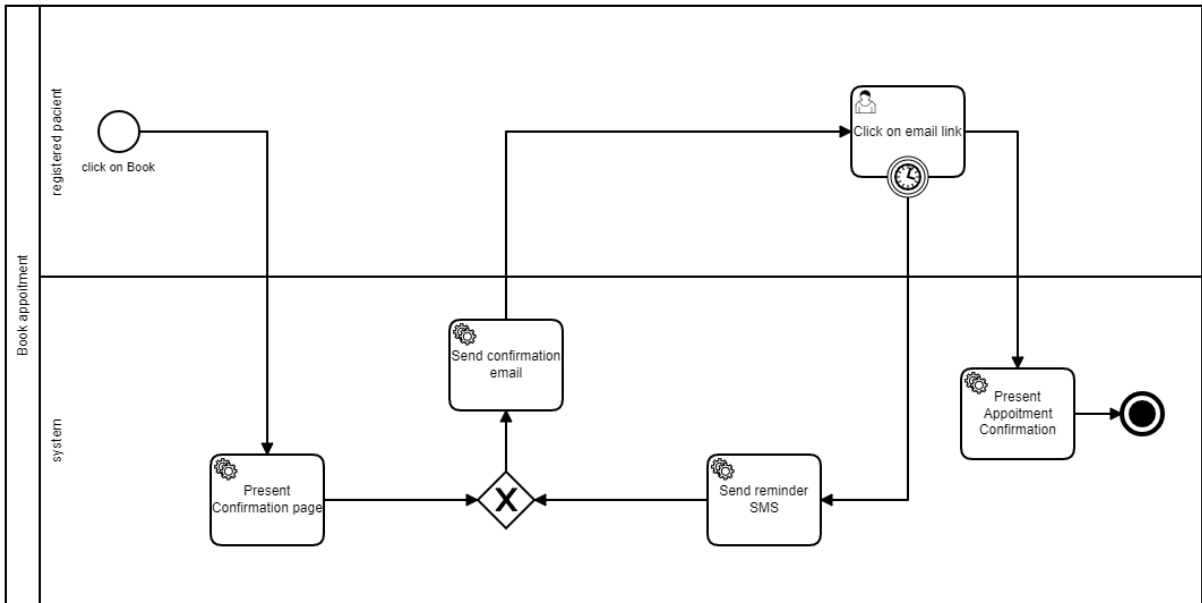 Book appoitment
registered pacient
click on Book
Click on email link
system
Send confirmation
email
Present
Confirmation page
X
Send reminder
SMS
Present
Appoitment
Confirmation